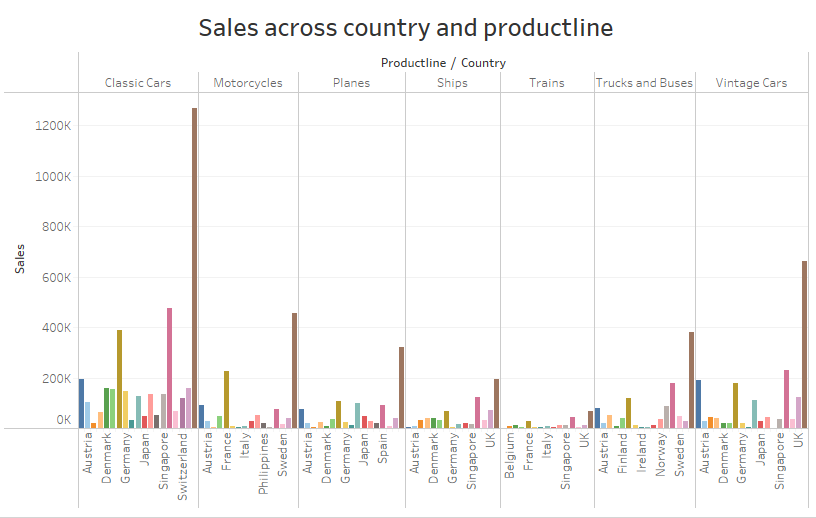 Sales across country and productline
Productline / Country
Classic Cars Motorcycles Planes Ships Trains Trucks and Buses Vintage Cars
Sales
1200K
1000K
800K
600K
400K
200K
0K
Austria Denmark Germany Japan Singapore Switzerland Austria France Italy Philippines Sweden Austria Denmark Germany Japan Spain Austria Denmark Germany Singapore UK Belgium France Italy Singapore UK Austria Finland Ireland Norway Sweden Austria Denmark Germany Japan Singapore UK